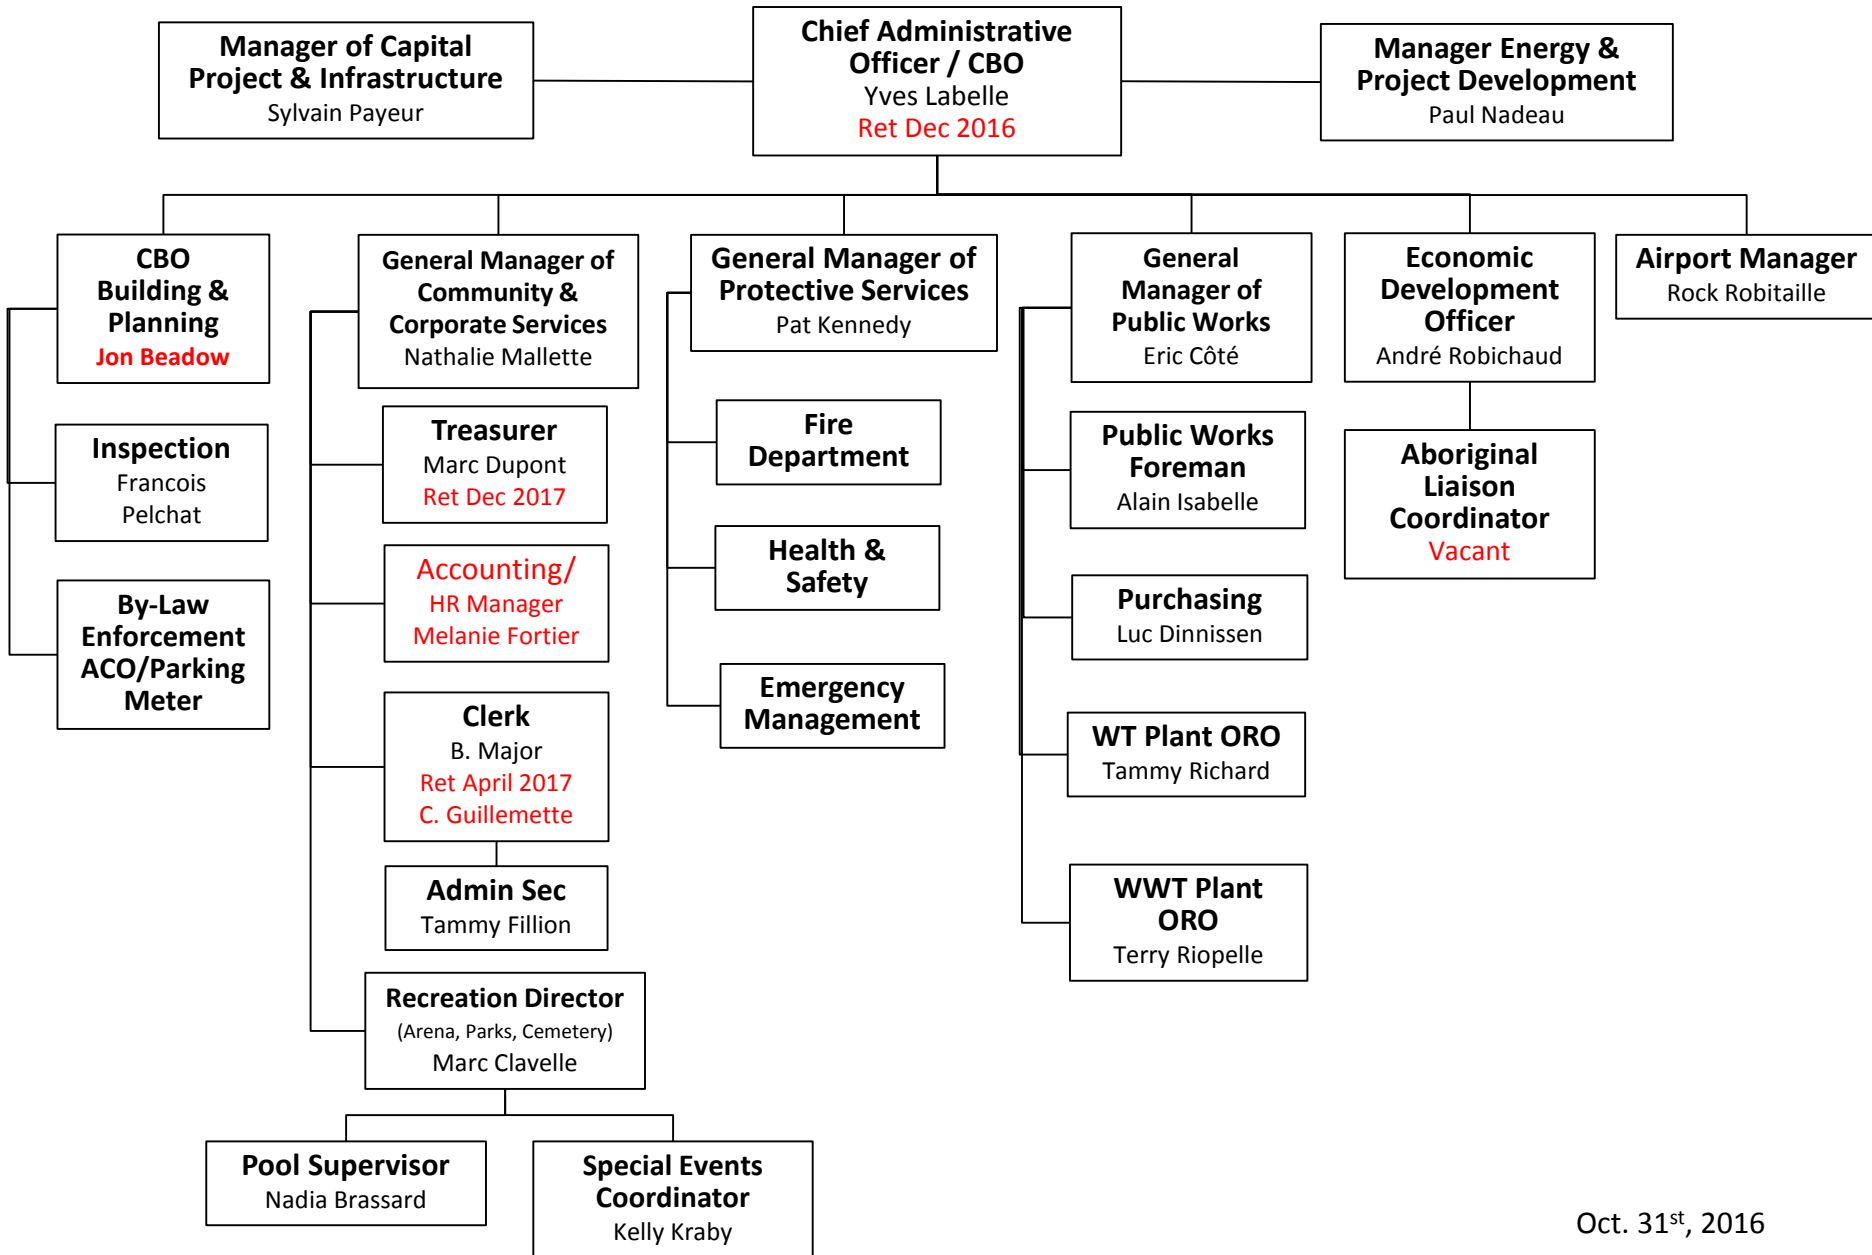 Manager of Capital
Project & Infrastructure
Sylvain Payeur
Chief Administrative
Officer / CBO
Yves Labelle
Ret Dec 2016
Manager Energy &
Project Development
Paul Nadeau
CBO
Building &
Planning
Jon Beadow
General Manager of
Community &
Corporate Services
Nathalie Mallette
General Manager of
Protective Services
Pat Kennedy
General
Manager of
Public Works
Eric Côté
Economic
Development
Officer
André Robichaud
Airport Manager
Rock Robitaille
Inspection
Francois
Pelchat
By-Law
Enforcement
ACO/Parking
Meter
Treasurer
Marc Dupont
Ret Dec 2017
Accounting/
HR Manager
Melanie Fortier
Clerk
B. Major
Ret April 2017
C. Guillemette
Admin Sec
Tammy Fillion
Recreation Director
(Arena, Parks, Cemetery)
Marc Clavelle
Pool Supervisor
Nadia Brassard
Special Events
Coordinator
Kelly Kraby
Fire
Department
Health &
Safety
Emergency
Management
Public Works
Foreman
Alain Isabelle
Purchasing
Luc Dinnissen
WT Plant ORO
Tammy Richard
WWT Plant
ORO
Terry Riopelle
Aboriginal
Liaison
Coordinator
Vacant
Oct. 31st, 2016